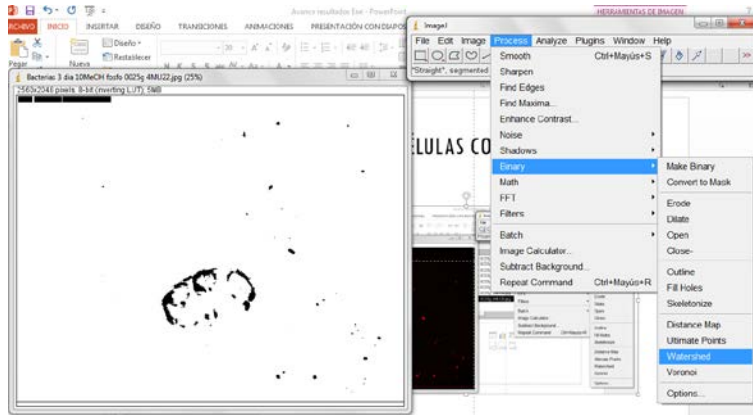 Avance resultados Ese - PowerPoint
HERRAMIENTAS DE IMAGEN
ARCHIVO INICIO INSERTAR DISEÑO TRANSICIONES ANIMACIONES PRESENTACIÓN CON DIAPOS
Pegar
Nueva
Diseño
Restablecer
ImageJ
File Edit Image Process Analyze Plugins Window Help
"Straight", segmented
Bacterias 3 dia 10MeCH fosfo 0025g 4MU22.jpg (25%)
2560x2048 pixels; 8-bit (inverting LUT); 5MB
ELULAS CO
Smooth Ctrl+Mayús+S
Sharpen
Find Edges
Find Maxima...
Enhance Contrast...
Noise
Shadows
Binary
Math
FFT
Filters
Batch
Image Calculator...
Subtract Background...
Repeat Command Ctrl+Mayús+R
Make Binary
Convert to Mask
Erode
Dilate
Open
Close-
Outline
Fill Holes
Skeletonize
Distance Map
Ultimate Points
Watershed
Voronoi
Options...